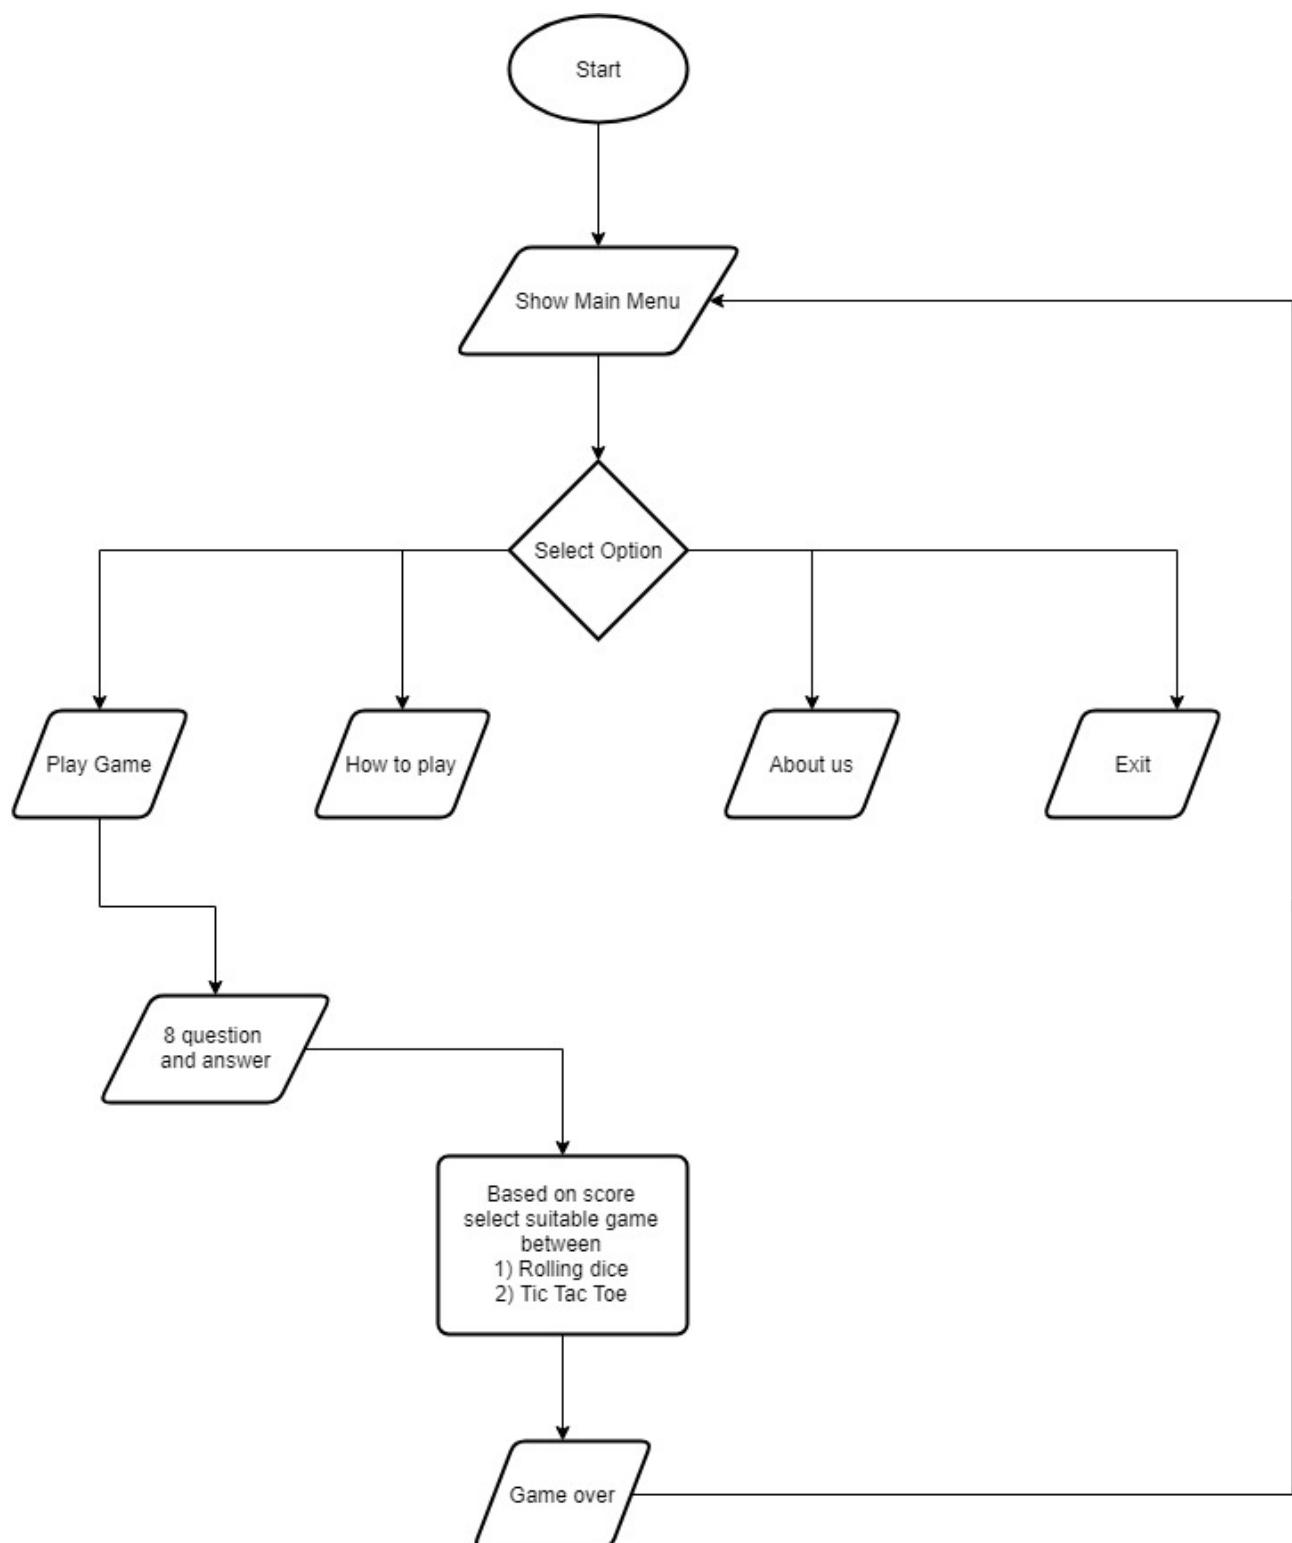 Start
Show Main Menu
Select Option
Play Game
How to play
About us
Exit
8 question
and answer
Based on score
select suitable game
between
1) Rolling dice
2) Tic Tac Toe
Game over